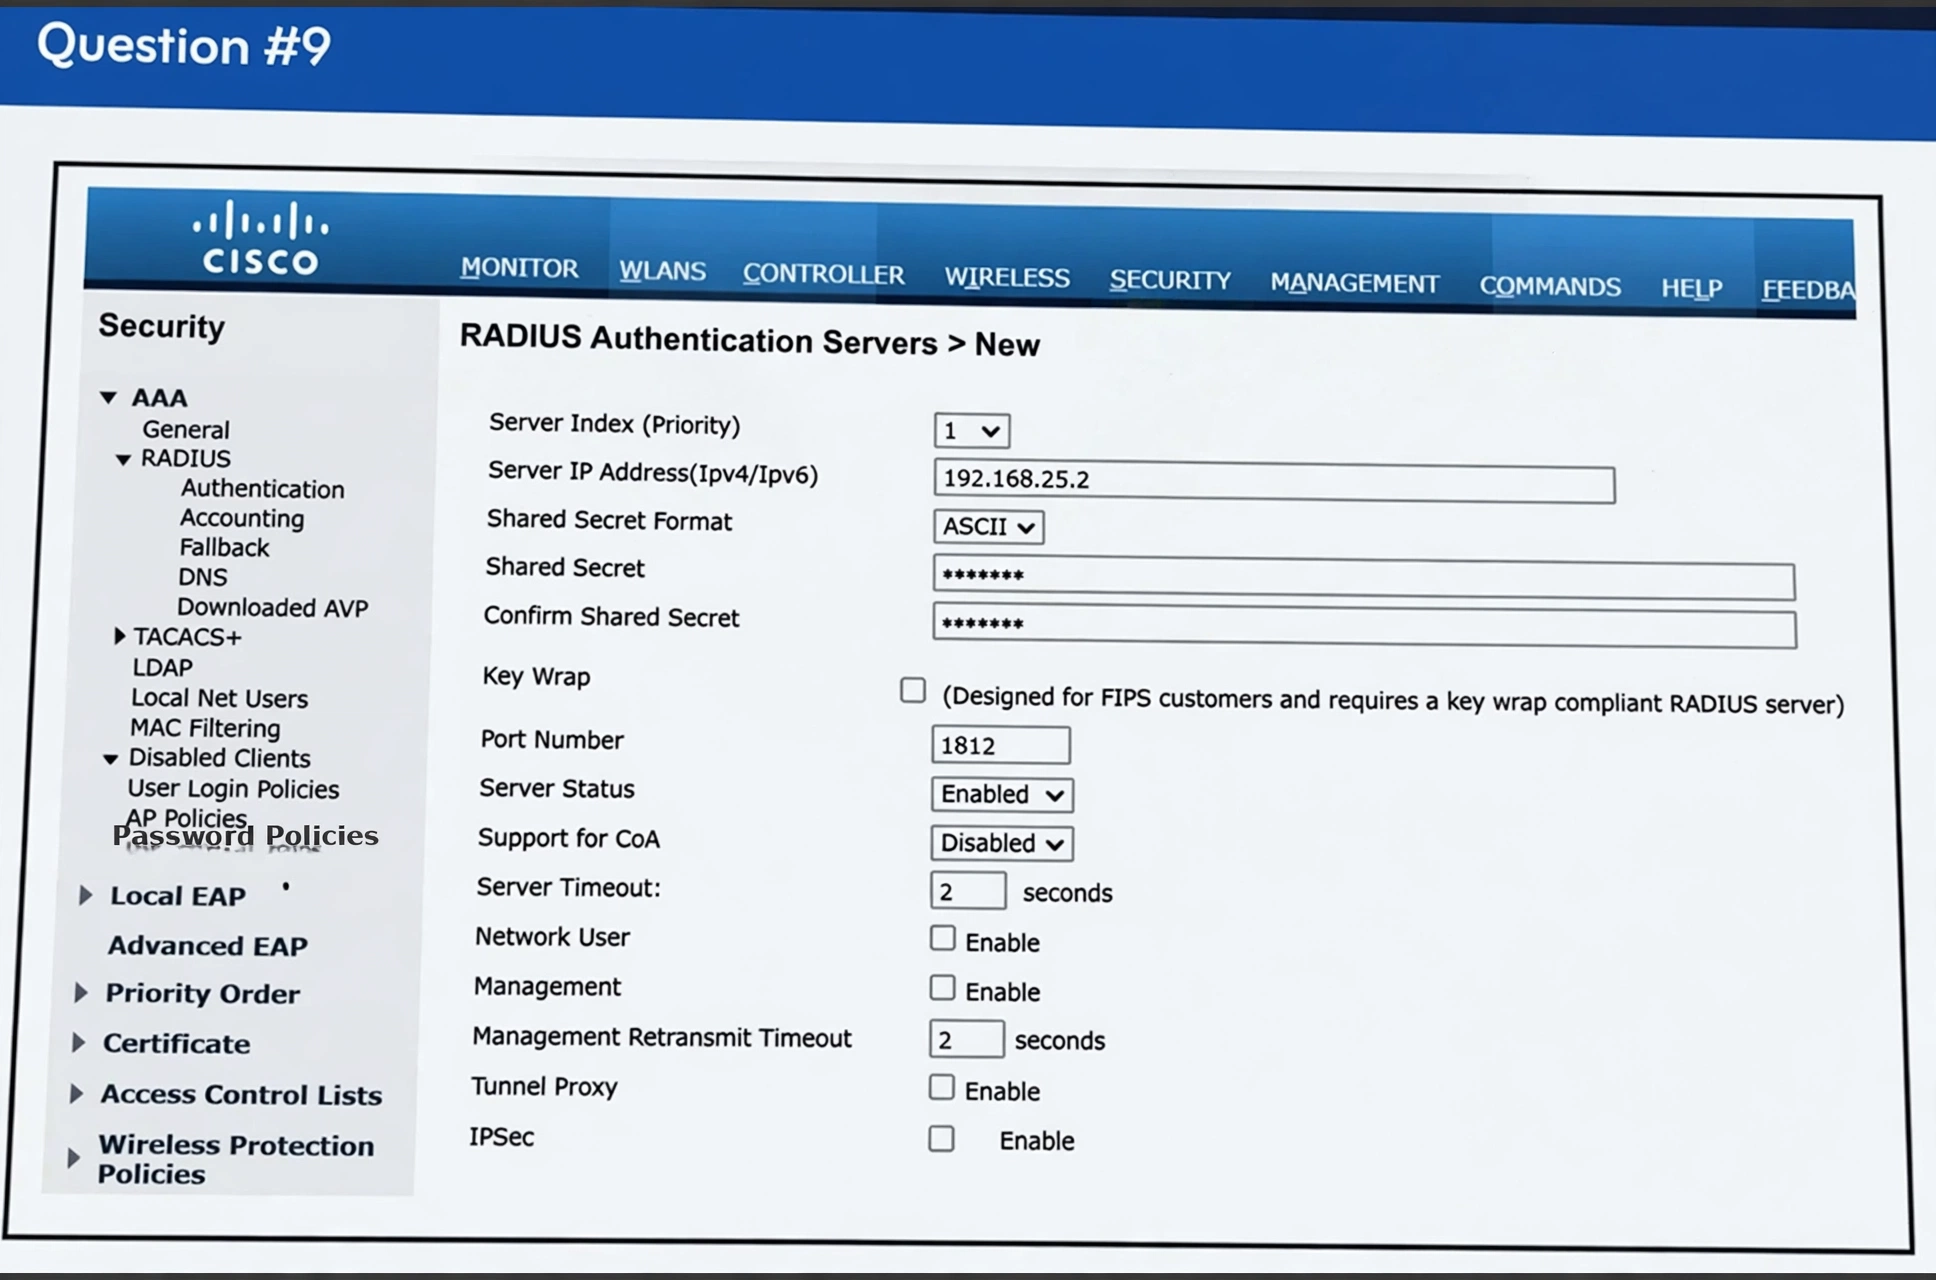 Question #9
CISCO
MONITOR WLANS CONTROLLER WIRELESS SECURITY MANAGEMENT COMMANDS HELP FEEDBA
Security
AAA
General
RADIUS
Authentication
Accounting
Fallback
DNS
Downloaded AVP
TACACS+
LDAP
Local Net Users
MAC Filtering
Disabled Clients
User Login Policies
AP Policies
Password Policies
Local EAP
Advanced EAP
Priority Order
Certificate
Access Control Lists
Wireless Protection
Policies
RADIUS Authentication Servers > New
Server Index (Priority) 1
Server IP Address(Ipv4/Ipv6) 192.168.25.2
Shared Secret Format ASCII
Shared Secret *******
Confirm Shared Secret *******
Key Wrap (Designed for FIPS customers and requires a key wrap compliant RADIUS server)
Port Number 1812
Server Status Enabled
Support for CoA Disabled
Server Timeout: 2 seconds
Network User Enable
Management Enable
Management Retransmit Timeout 2 seconds
Tunnel Proxy Enable
IPSec Enable